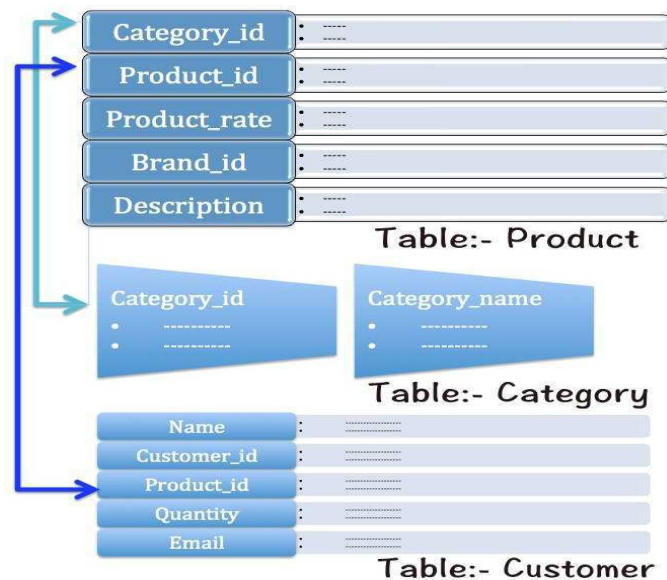 Category_id
• -----
• -----
Product_id
• -----
• -----
Product_rate
• -----
• -----
Brand_id
• -----
• -----
Description
• -----
• -----
Table:- Product
Category_id
• ----------
• ----------
Category_name
• ----------
• ----------
Table:- Category
Name
Customer_id
Product_id
Quantity
Email
Table:- Customer